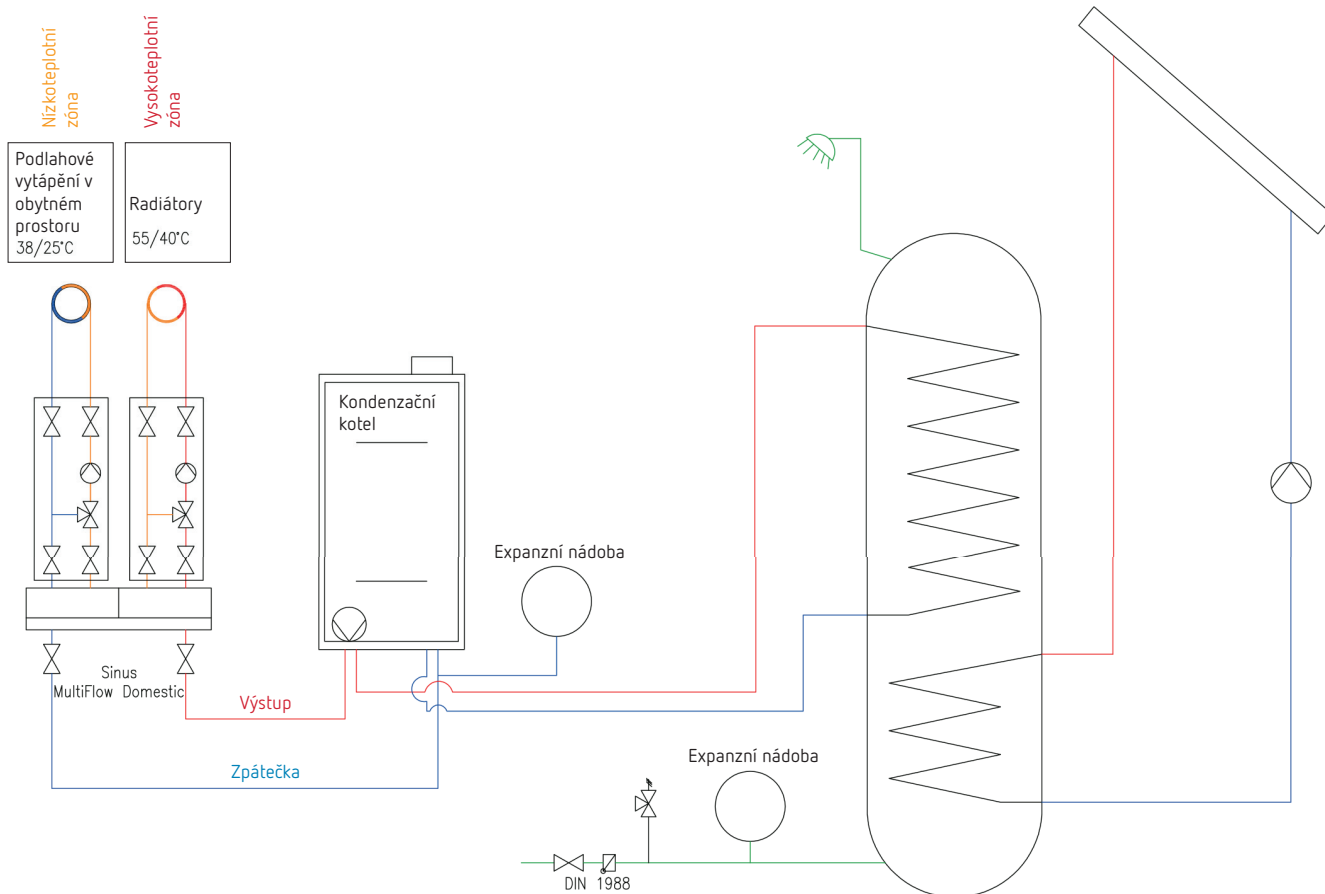 Nízkoteplotní
zóna
Vysokoteplotní
zóna
Podlahové
vytápění v
obytném
prostoru
38/25°C
Radiátory
55/40°C
Kondenzační
kotel
Expanzní nádoba
Sinus
MultiFlow Domestic
Výstup
Zpátečka
Expanzní nádoba
DIN 1988